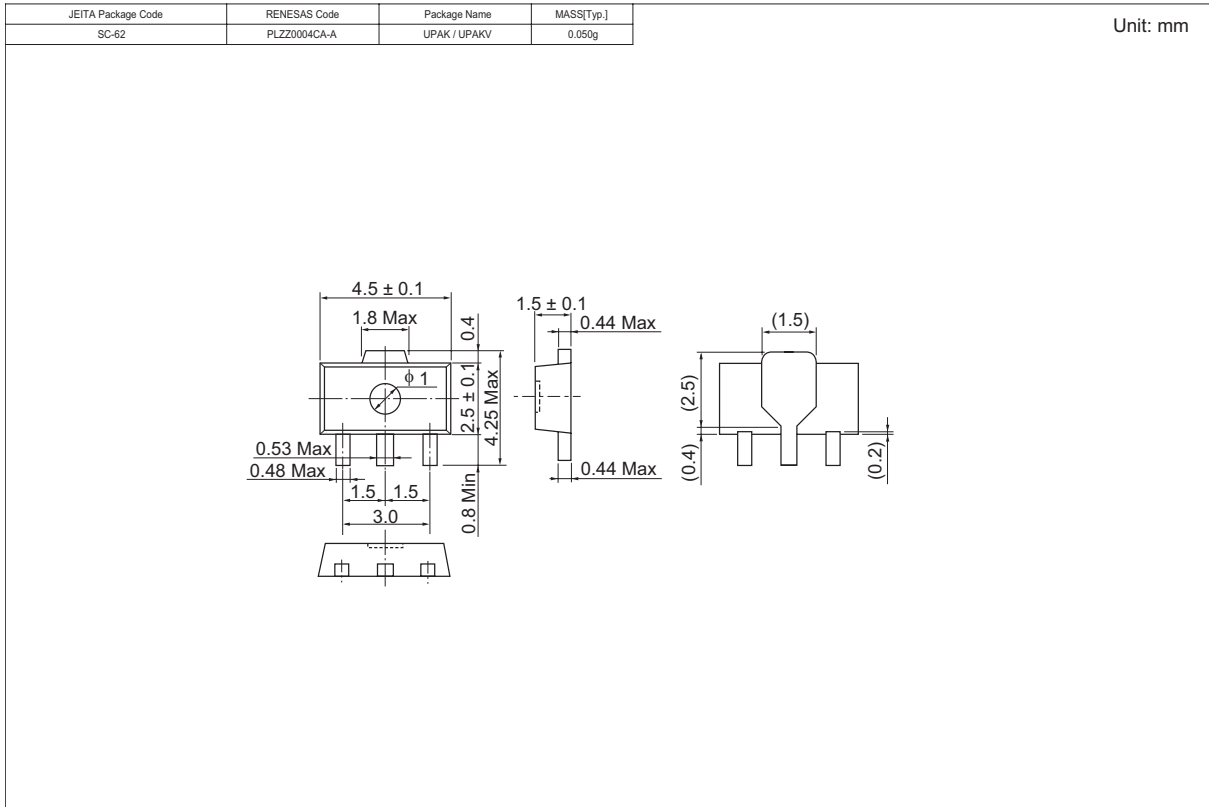 JEITA Package Code RENESAS Code Package Name MASS[Typ.]
SC-62 PLZZ0004CA-A UPAK / UPAKV 0.050g
Unit: mm
4.5 ± 0.1
1.8 Max
0.4
ϕ 1
2.5 ± 0.1
4.25 Max
0.53 Max
0.48 Max
1.5 1.5
3.0
0.8 Min
1.5 ± 0.1
0.44 Max
0.44 Max
(1.5)
(2.5)
(0.4)
(0.2)